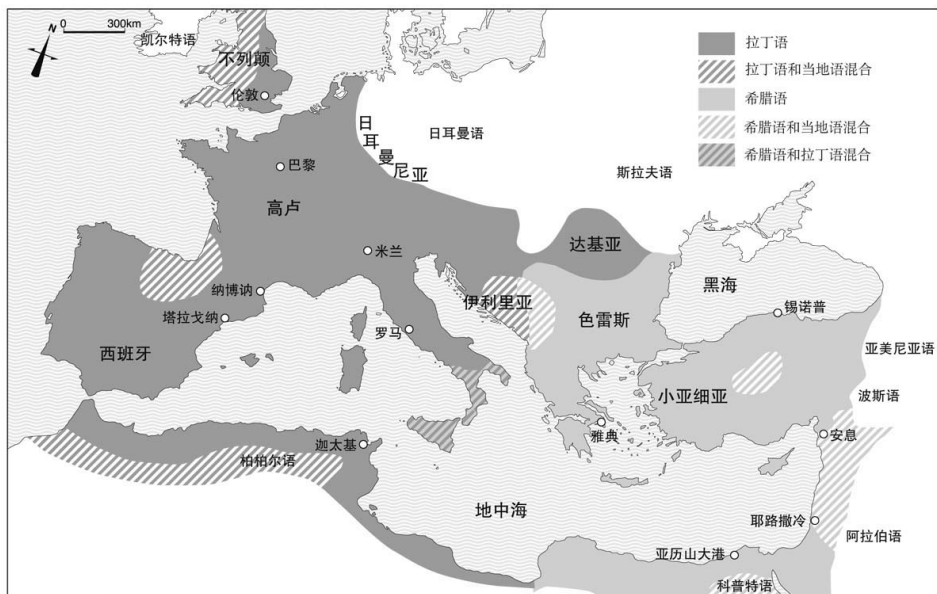 N
0 300km
凯尔特语
不列颠
伦敦
拉丁语
拉丁语和当地语混合
希腊语
希腊语和当地语混合
希腊语和拉丁语混合
日耳曼尼亚
日耳曼语
斯拉夫语
巴黎
高卢
米兰
达基亚
黑海
锡诺普
纳博讷
塔拉戈纳
西班牙
罗马
伊利里亚
色雷斯
亚美尼亚语
小亚细亚
波斯语
安息
雅典
迦太基
柏柏尔语
地中海
耶路撒冷
阿拉伯语
亚历山大港
科普特语